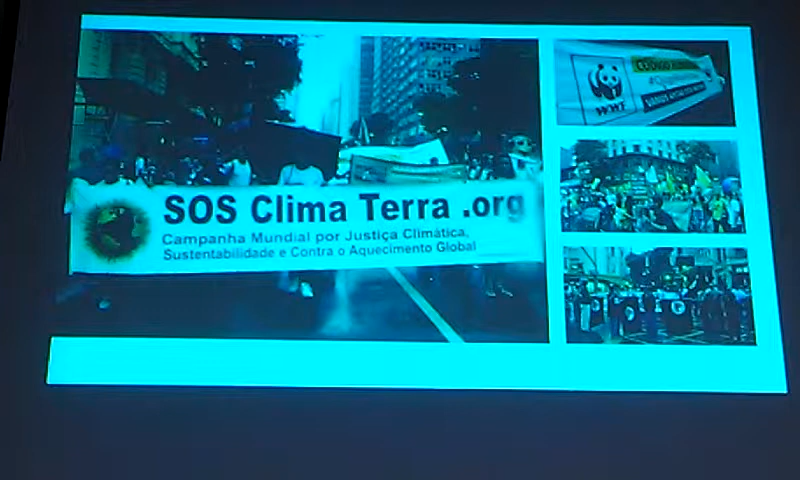 SOS Clima Terra .org
Campanha Mundial por Justiça Climática,
Sustentabilidade e Contra o Aquecimento Global
WWF